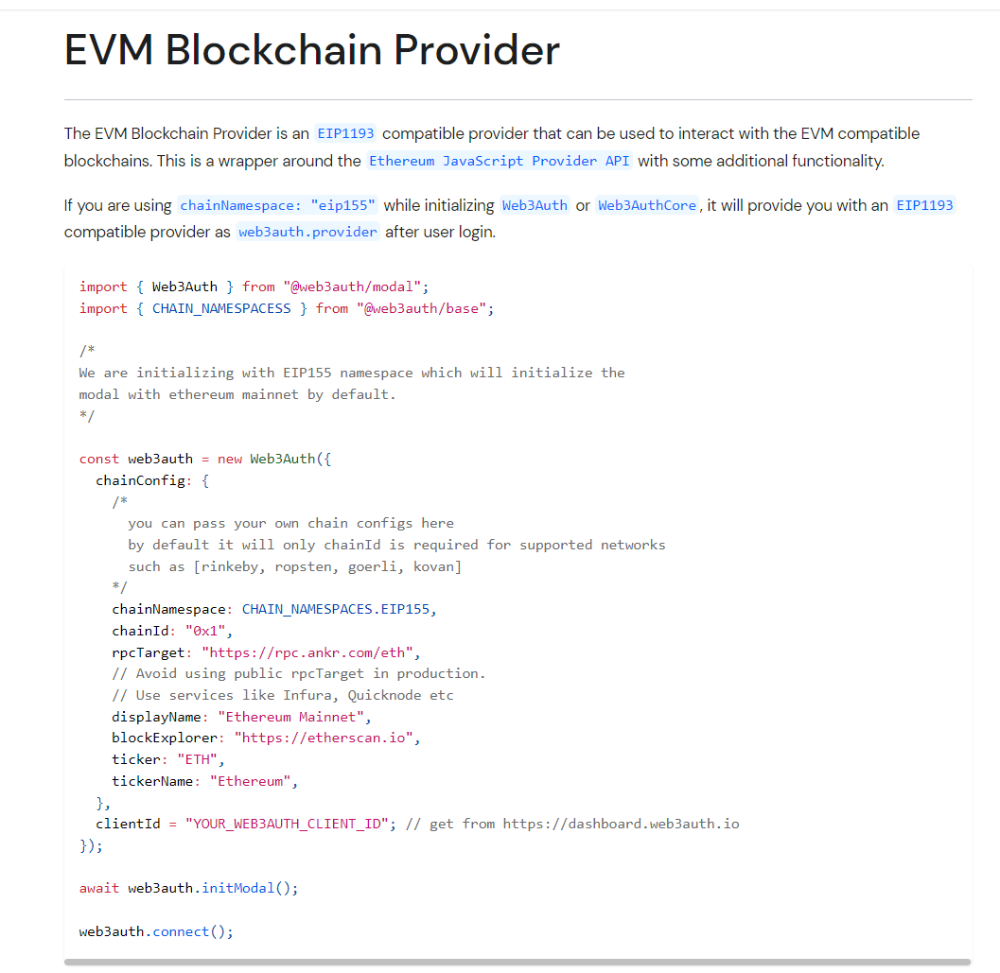 EVM Blockchain Provider
The EVM Blockchain Provider is an EIP1193 compatible provider that can be used to interact with the EVM compatible
blockchains. This is a wrapper around the Ethereum JavaScript Provider API with some additional functionality.
If you are using chainNamespace: "eip155" while initializing Web3Auth or Web3AuthCore, it will provide you with an EIP1193
compatible provider as web3auth.provider after user login.
import { Web3Auth } from "@web3auth/modal";
import { CHAIN_NAMESPACESS } from "@web3auth/base";
/*
We are initializing with EIP155 namespace which will initialize the
modal with ethereum mainnet by default.
*/
const web3auth = new Web3Auth({
chainConfig: {
/*
you can pass your own chain configs here
by default it will only chainId is required for supported networks
such as [rinkeby, ropsten, goerli, kovan]
*/
chainNamespace: CHAIN_NAMESPACES.EIP155,
chainId: "0x1",
rpcTarget: "https://rpc.ankr.com/eth",
// Avoid using public rpcTarget in production.
// Use services like Infura, Quicknode etc
displayName: "Ethereum Mainnet",
blockExplorer: "https://etherscan.io",
ticker: "ETH",
tickerName: "Ethereum",
},
clientId = "YOUR_WEB3AUTH_CLIENT_ID"; // get from https://dashboard.web3auth.io
});
await web3auth.initModal();
web3auth.connect();